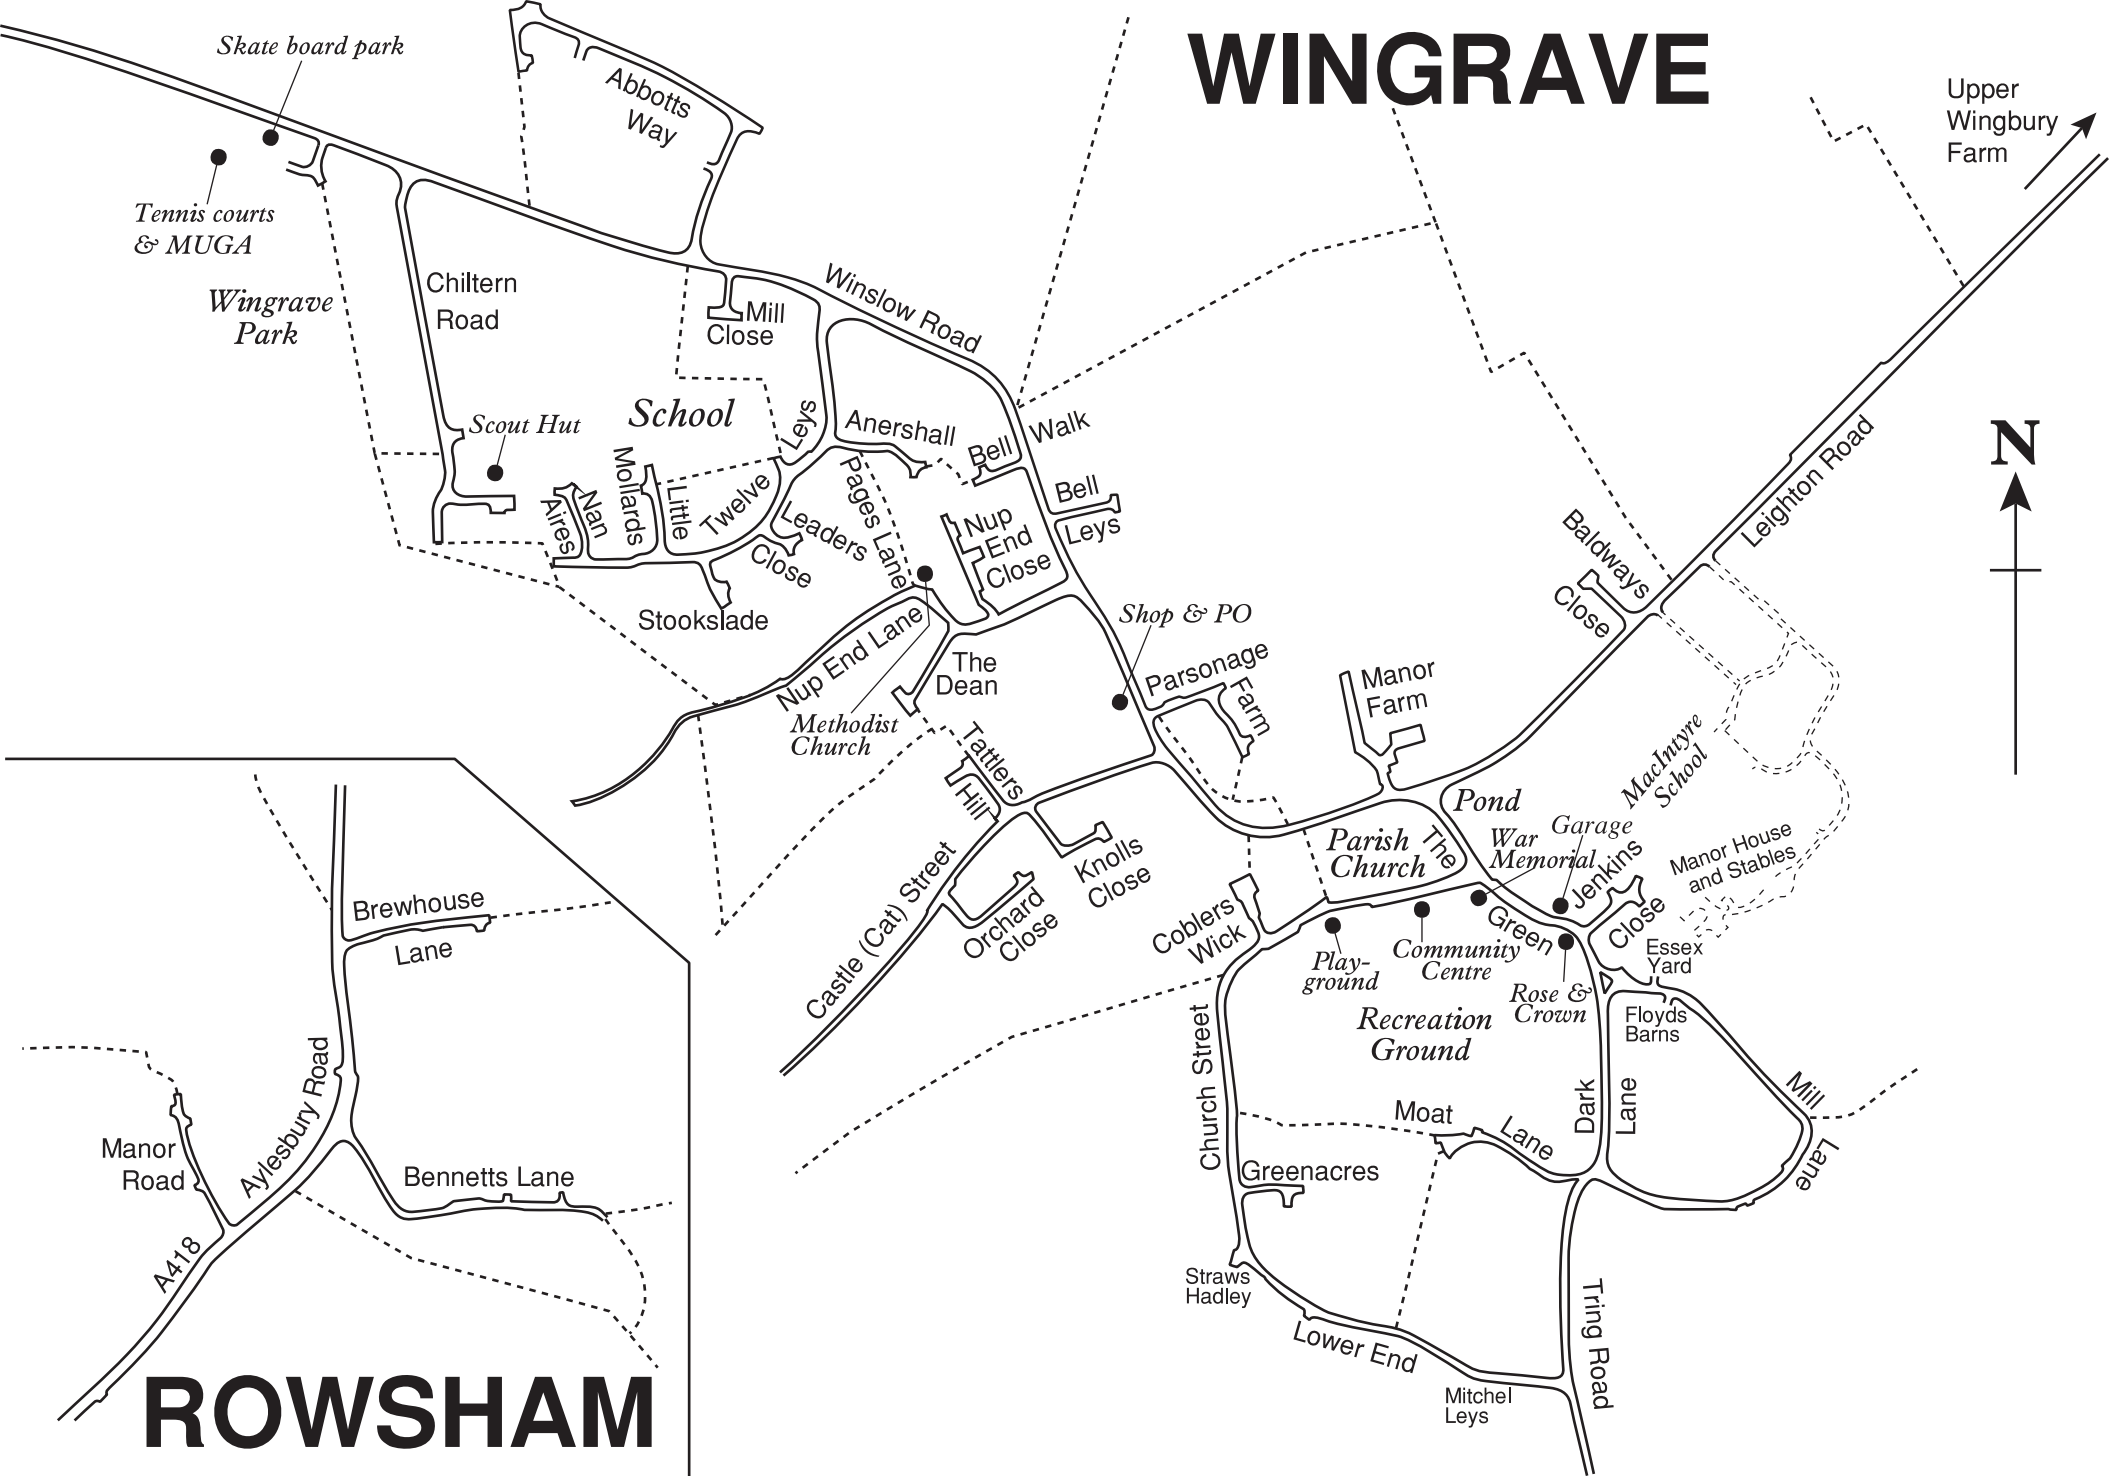 WINGRAVE
Skate board park
Tennis courts
& MUGA
Wingrave
Park
Abbotts
Way
Upper
Wingbury
Farm
Chiltern
Road
Mill
Close
Winslow Road
School
Scout Hut
Leys
Twelve
Anershall
Bell
Walk
Bell
Leys
Mollards
Little
Nan
Aires
Leaders
Close
Pages Lane
Nup
End
Close
Stookslade
Nup End Lane
The
Dean
Methodist
Church
Shop & PO
Parsonage
Farm
Manor
Farm
Baldways
Close
Leighton Road
N
Tattlers
Hill
Castle (Cat) Street
Knolls
Close
Orchard
Close
Pond
Parish
Church
The
Green
War
Memorial
Garage
Jenkins
Close
MacIntyre
School
Manor House
and Stables
Coblers
Wick
Play-
ground
Community
Centre
Rose &
Crown
Essex
Yard
Floyds
Barns
Recreation
Ground
Church Street
Moat
Lane
Dark
Lane
Mill
Lane
Greenacres
Straws
Hadley
Lower End
Mitchel
Leys
Tring Road
Brewhouse
Lane
Aylesbury Road
Manor
Road
Bennetts Lane
A418
ROWSHAM